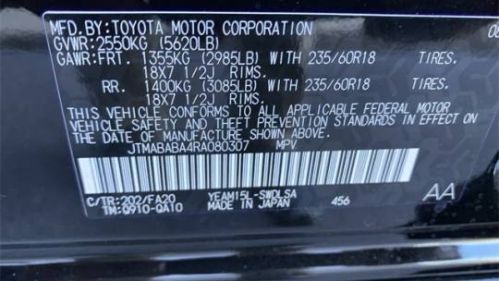 MFD.BY:TOYOTA MOTOR CORPORATION
GVWR:2550KG (5620LB)
GAWR:FRT. 1355KG (2985LB) WITH 235/60R18 TIRES.
18X7 1/2J RIMS.
RR. 1400KG (3085LB) WITH 235/60R18 TIRES.
18X7 1/2J RIMS.
THIS VEHICLE CONFORMS TO ALL APPLICABLE FEDERAL MOTOR
VEHICLE SAFETY AND THEFT PREVENTION STANDARDS IN EFFECT ON
THE DATE OF MANUFACTURE SHOWN ABOVE.
JTMABABA4RA080307 MPV
C/TR:202/FA20 YEAM15L-SWDLSA
TM:Q910-QA10 MADE IN JAPAN 456
AA